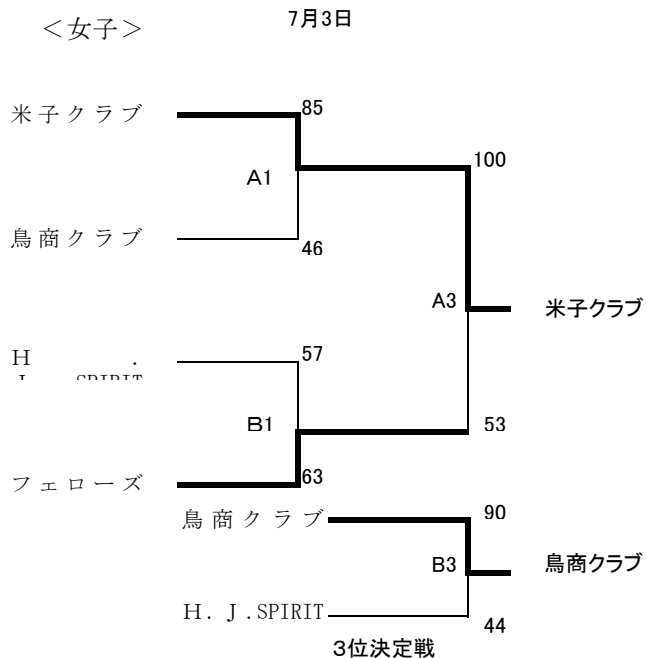 ＜女子＞
7月3日
米子クラブ
85
100
A1
鳥商クラブ
46
A3
米子クラブ
H .
J . SPIRIT
57
B1
53
フェローズ
63
鳥商クラブ
90
B3
鳥商クラブ
H. J.SPIRIT
44
3位決定戦